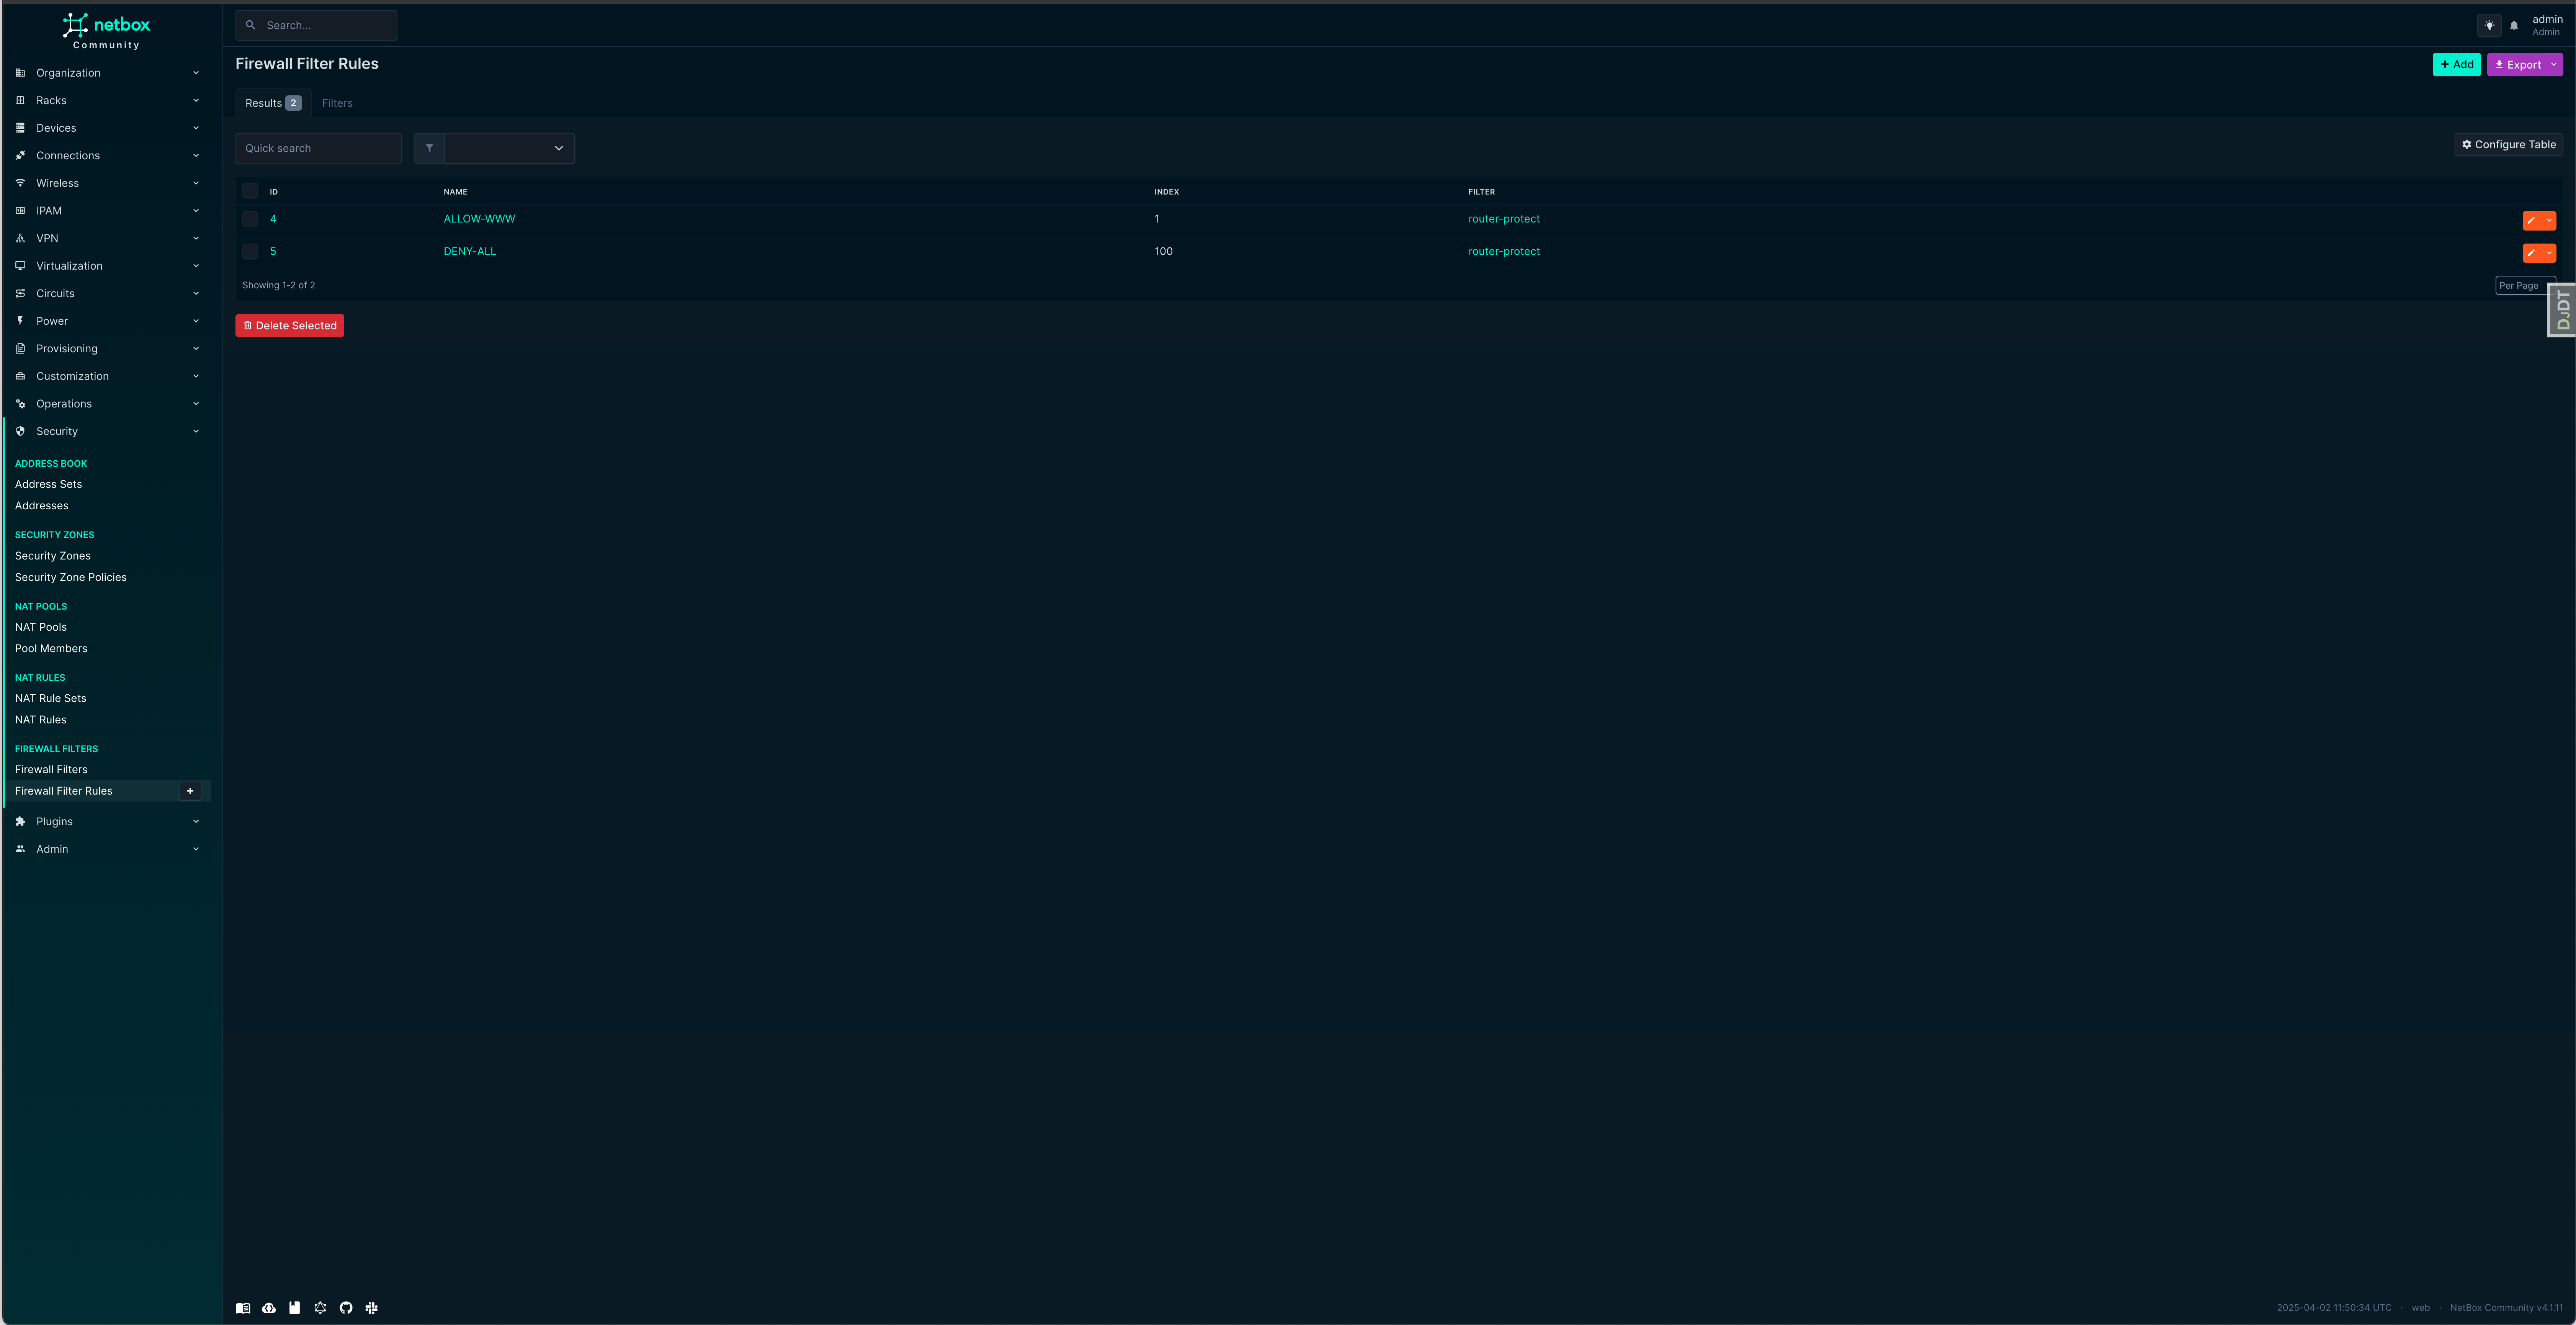 netbox
Community
Search...
admin
Admin
Organization
Racks
Devices
Connections
Wireless
IPAM
VPN
Virtualization
Circuits
Power
Provisioning
Customization
Operations
Security
ADDRESS BOOK
Address Sets
Addresses
SECURITY ZONES
Security Zones
Security Zone Policies
NAT POOLS
NAT Pools
Pool Members
NAT RULES
NAT Rule Sets
NAT Rules
FIREWALL FILTERS
Firewall Filters
Firewall Filter Rules +
Plugins
Admin
Firewall Filter Rules
+ Add Export
Results 2 Filters
Quick search
Configure Table
ID NAME INDEX FILTER
4 ALLOW-WWW 1 router-protect
5 DENY-ALL 100 router-protect
Showing 1-2 of 2
Per Page
DJDT
Delete Selected
2025-04-02 11:50:34 UTC · web · NetBox Community v4.1.11